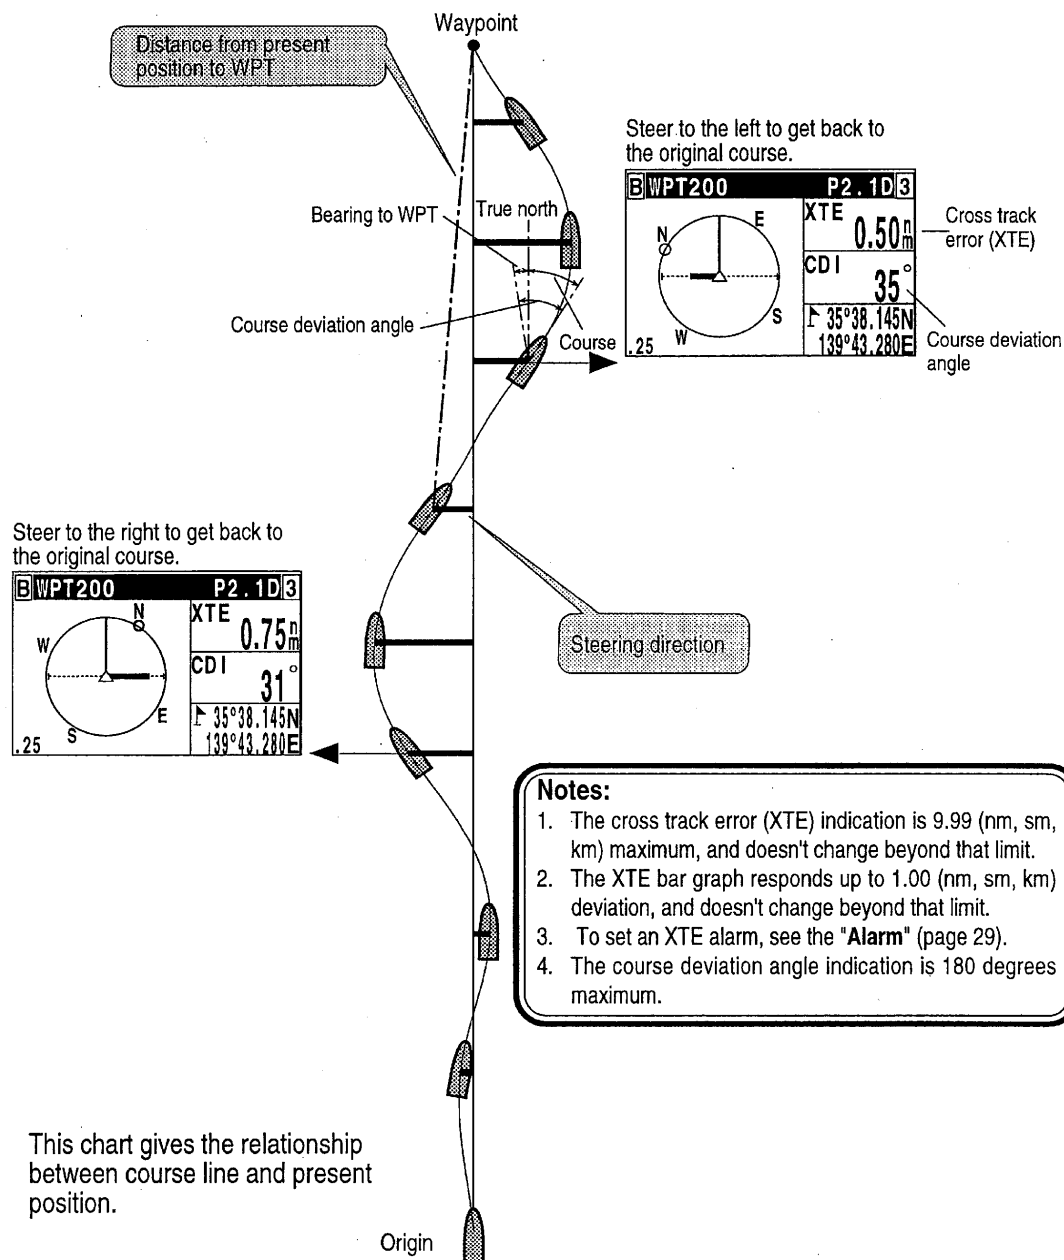 Waypoint
Distance from present
position to WPT
Steer to the left to get back to
the original course.
B WPT200 P2.1D 3
XTE
0.50 nm
CDI
35°
35°38.145N
139°43.280E
N
E
S
W
.25
Cross track
error (XTE)
Course deviation
angle
Bearing to WPT
True north
Course deviation angle
Course
Steer to the right to get back to
the original course.
B WPT200 P2.1D 3
XTE
0.75 nm
CDI
31°
35°38.145N
139°43.280E
N
W
E
S
.25
Steering direction
Notes:
1. The cross track error (XTE) indication is 9.99 (nm, sm,
km) maximum, and doesn't change beyond that limit.
2. The XTE bar graph responds up to 1.00 (nm, sm, km)
deviation, and doesn't change beyond that limit.
3. To set an XTE alarm, see the "Alarm" (page 29).
4. The course deviation angle indication is 180 degrees
maximum.
This chart gives the relationship
between course line and present
position.
Origin